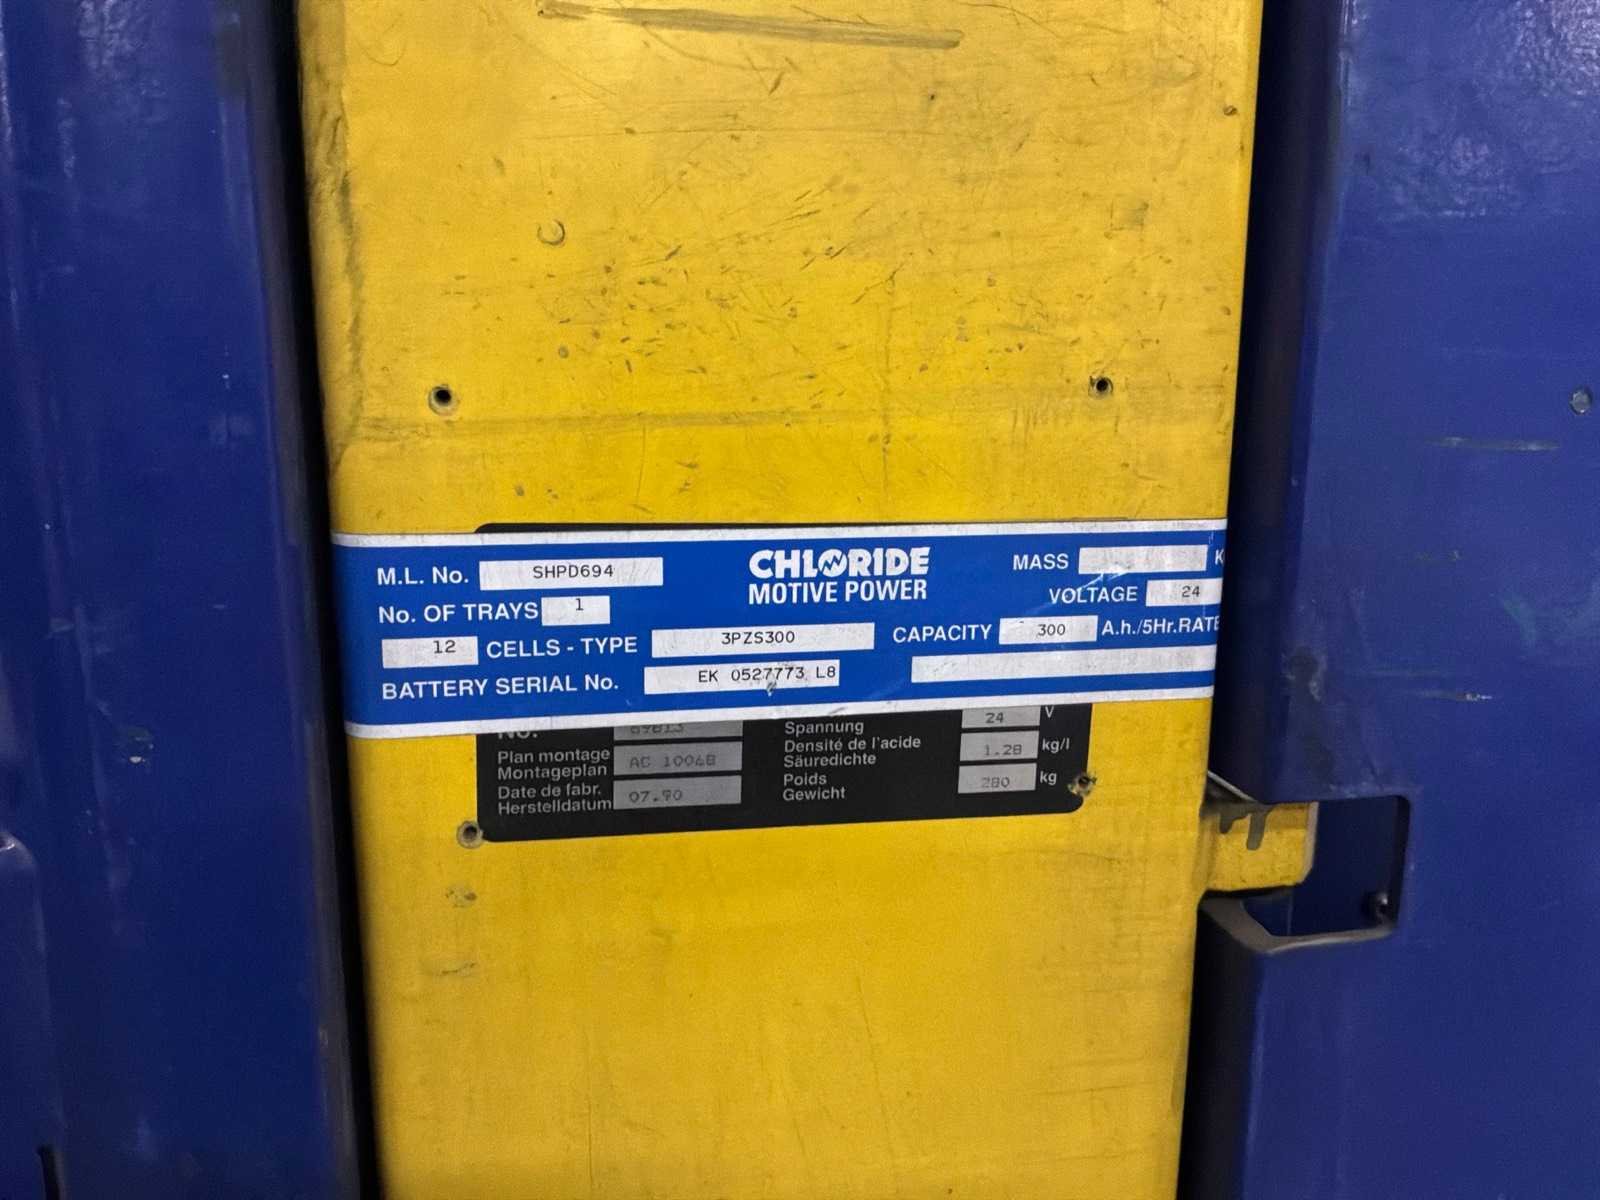 M.L. No. SHPD694
CHLORIDE
MOTIVE POWER
MASS K
No. OF TRAYS 1
VOLTAGE 24
12 CELLS - TYPE 3PZS300
CAPACITY 300 A.h./5Hr.RATE
BATTERY SERIAL No. EK 0527773 L8
No.
Spannung 24 V
Plan montage
Montageplan AC 10068
Densité de l'acide
Säuredichte 1.28 kg/l
Date de fabr.
Herstelldatum 07.90
Poids
Gewicht 280 kg